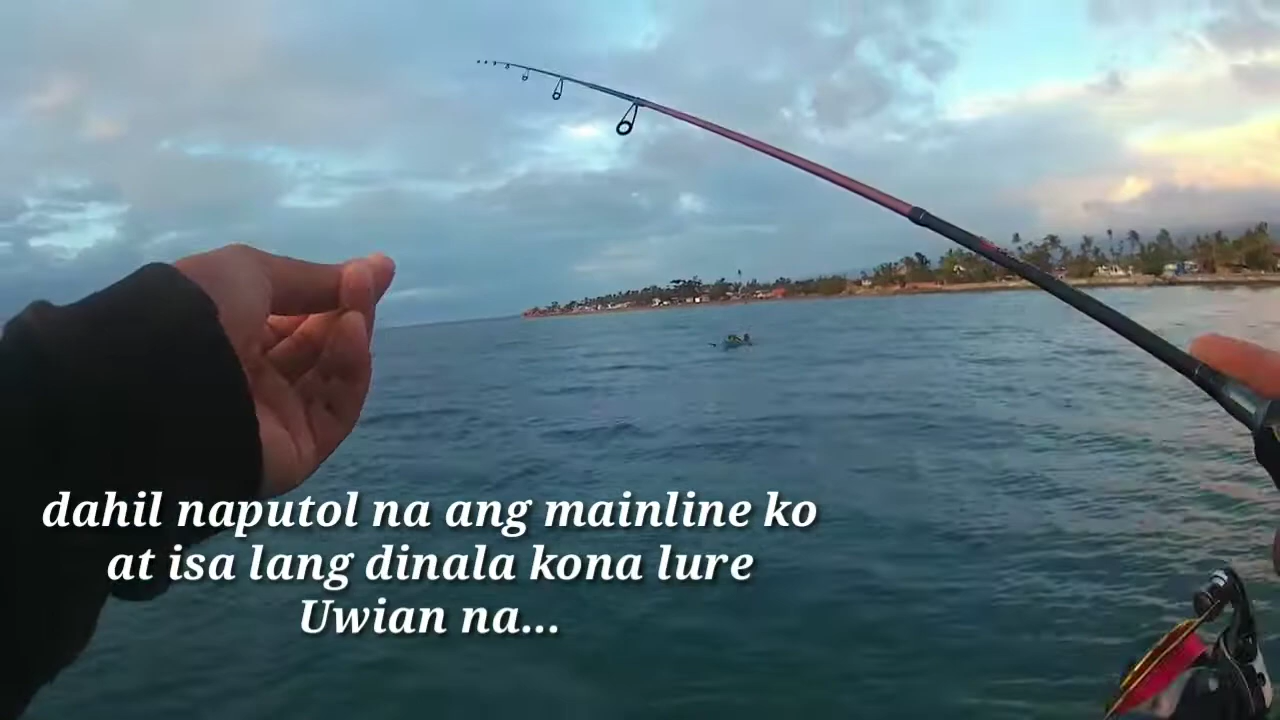 dahil naputol na ang mainline ko
at isa lang dinala kona lure
Uwian na...